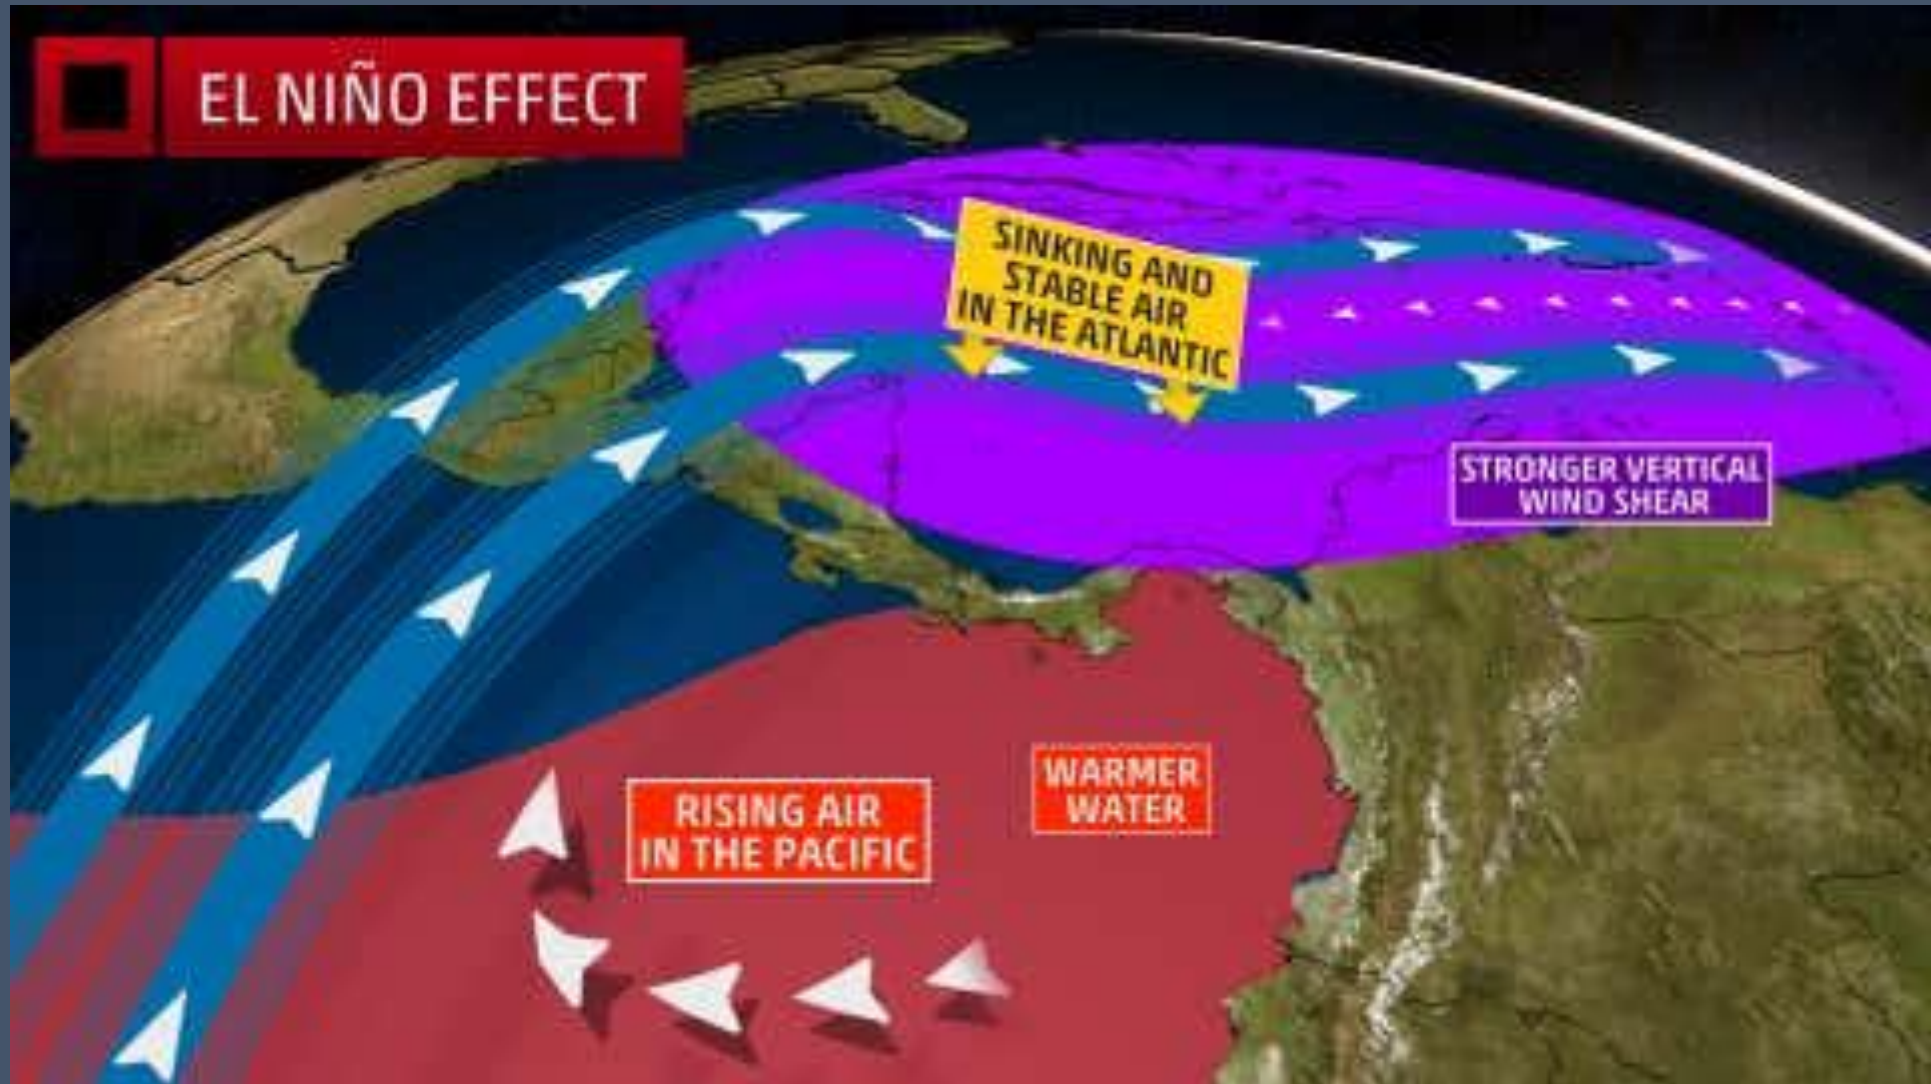 EL NIÑO EFFECT
SINKING AND
STABLE AIR
IN THE ATLANTIC
STRONGER VERTICAL
WIND SHEAR
WARMER
WATER
RISING AIR
IN THE PACIFIC